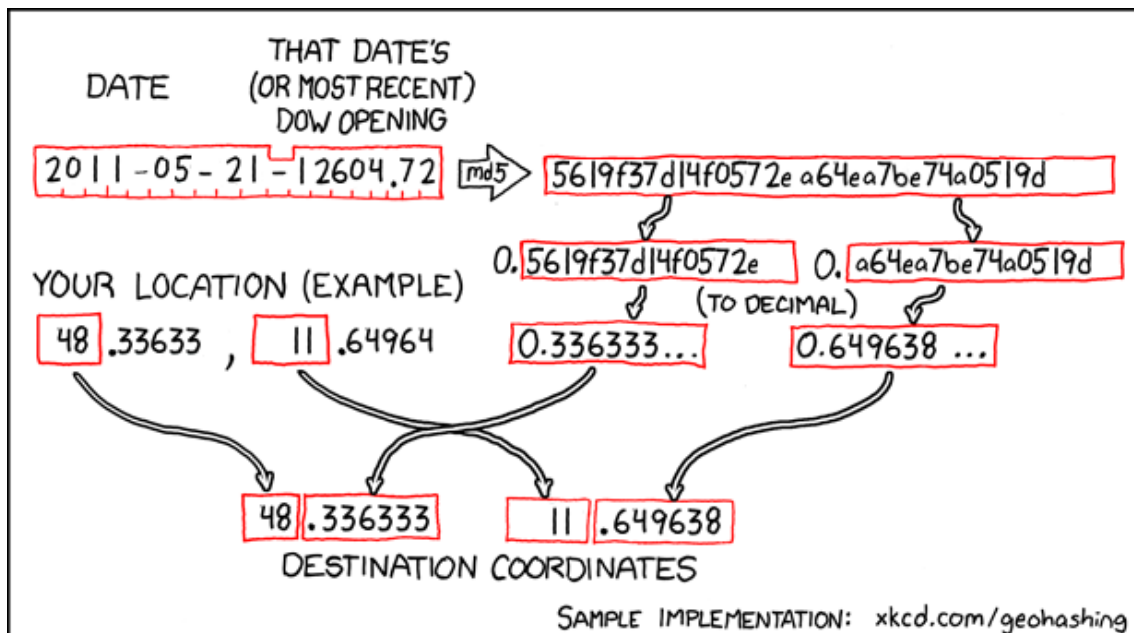 DATE
THAT DATE'S
(OR MOST RECENT)
DOW OPENING
2011-05-21-12604.72
md5
5619f37d14f0572e a64ea7be74a0519d
0.5619f37d14f0572e
0. a64ea7be74a0519d
YOUR LOCATION (EXAMPLE)
(TO DECIMAL)
48.33633, 11.64964
0.336333...
0.649638 ...
48.336333
11.649638
DESTINATION COORDINATES
SAMPLE IMPLEMENTATION: xkcd.com/geohashing